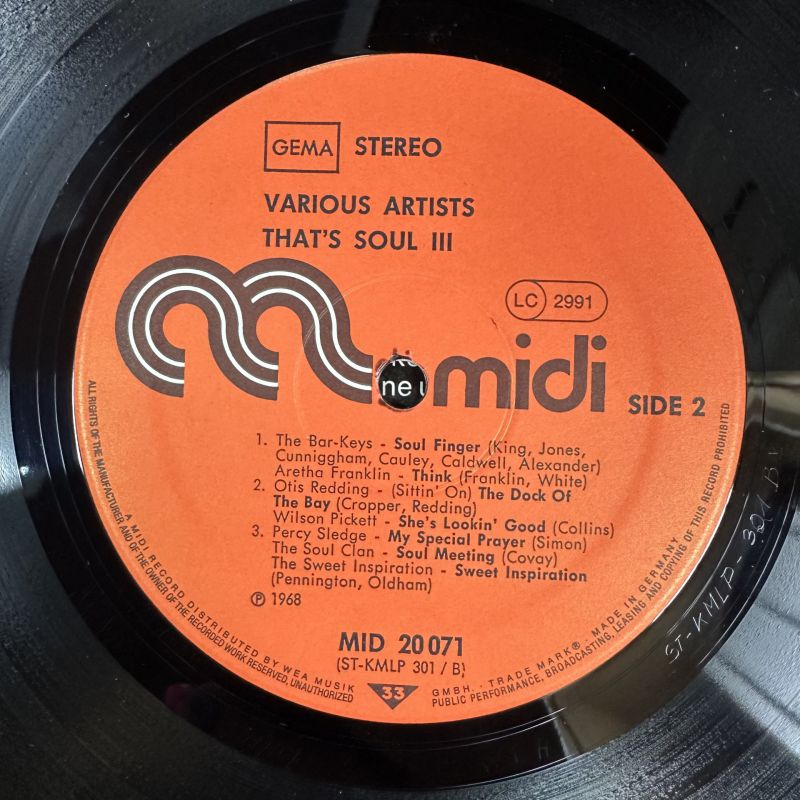 GEMA STEREO
VARIOUS ARTISTS
THAT'S SOUL III
LC 2991
midi
SIDE 2
ne
1. The Bar-Keys - Soul Finger (King, Jones,
Cunniggham, Cauley, Caldwell, Alexander)
Aretha Franklin - Think (Franklin, White)
2. Otis Redding - (Sittin' On) The Dock Of
The Bay (Cropper, Redding)
Wilson Pickett - She's Lookin' Good (Collins)
3. Percy Sledge - My Special Prayer (Simon)
The Soul Clan - Soul Meeting (Covay)
The Sweet Inspiration - Sweet Inspiration
(Pennington, Oldham)
℗ 1968
MID 20 071
(ST-KMLP 301 / B)
33
A MIDI RECORD DISTRIBUTED BY WEA MUSIK GMBH. - TRADE MARK® - MADE IN GERMANY
ALL RIGHTS OF THE MANUFACTURER AND OF THE OWNER OF THE RECORDED WORK RESERVED, UNAUTHORIZED PUBLIC PERFORMANCE, BROADCASTING, LEASING AND COPYING OF THIS RECORD PROHIBITED
ST-KMLP-301 B